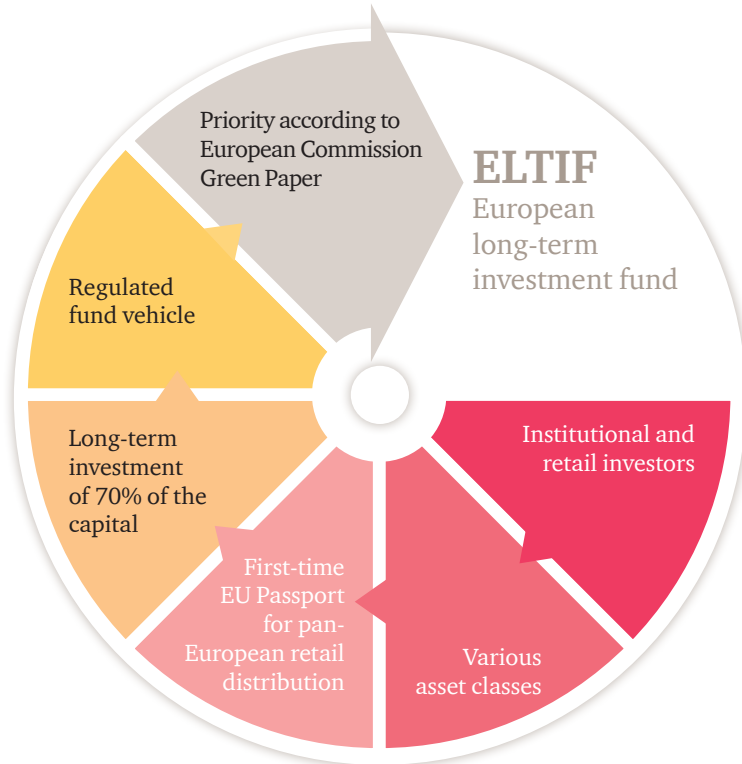 Priority according to
European Commission
Green Paper
ELTIF
European
long-term
investment fund
Regulated
fund vehicle
Long-term
investment
of 70% of the
capital
Institutional and
retail investors
First-time
EU Passport
for pan-
European retail
distribution
Various
asset classes